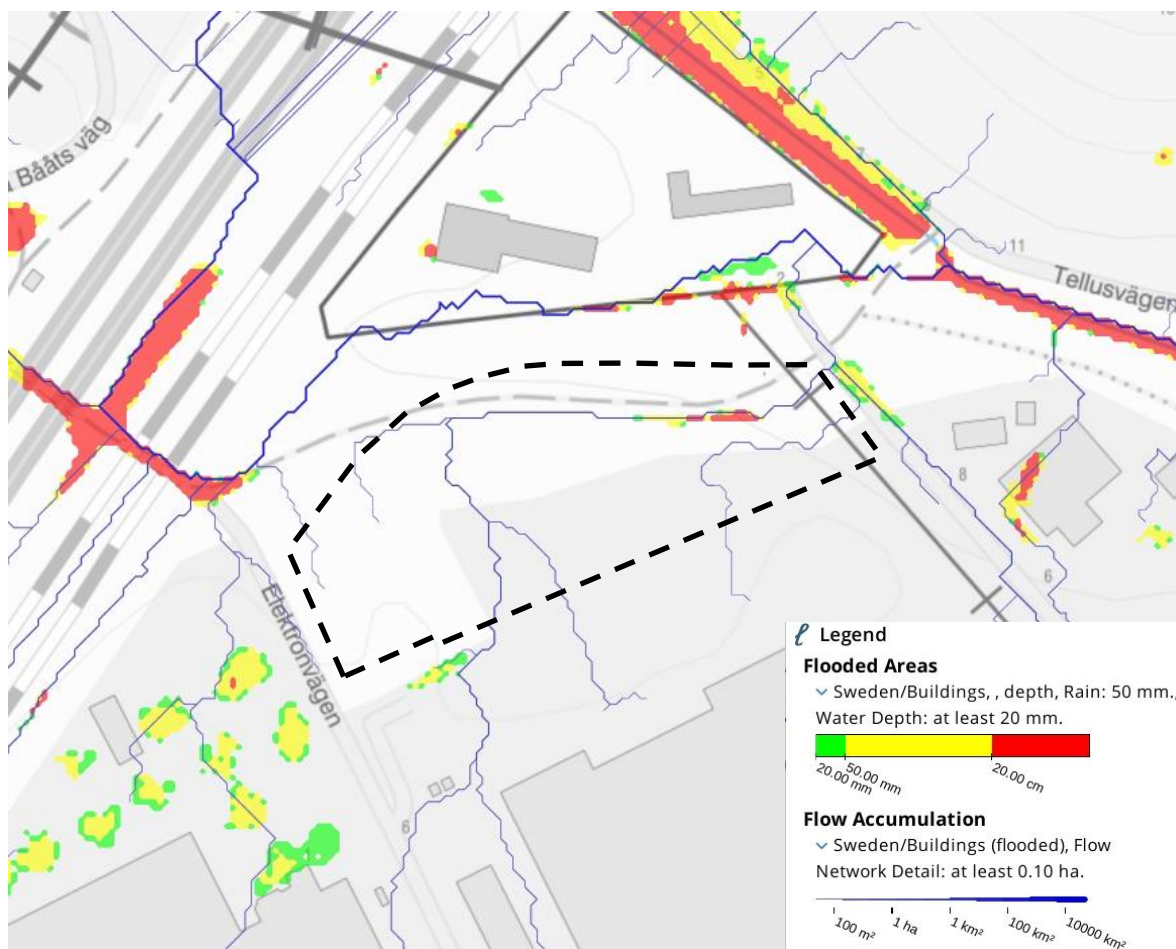 5
Bååts väg
11
Tellusvägen
2
8
6
Elektronvägen
6
Legend
Flooded Areas
Sweden/Buildings, , depth, Rain: 50 mm.,
Water Depth: at least 20 mm.
20.00 mm
50.00 mm
20.00 cm
Flow Accumulation
Sweden/Buildings (flooded), Flow
Network Detail: at least 0.10 ha.
100 m²
1 ha
1 km²
100 km²
10000 km²